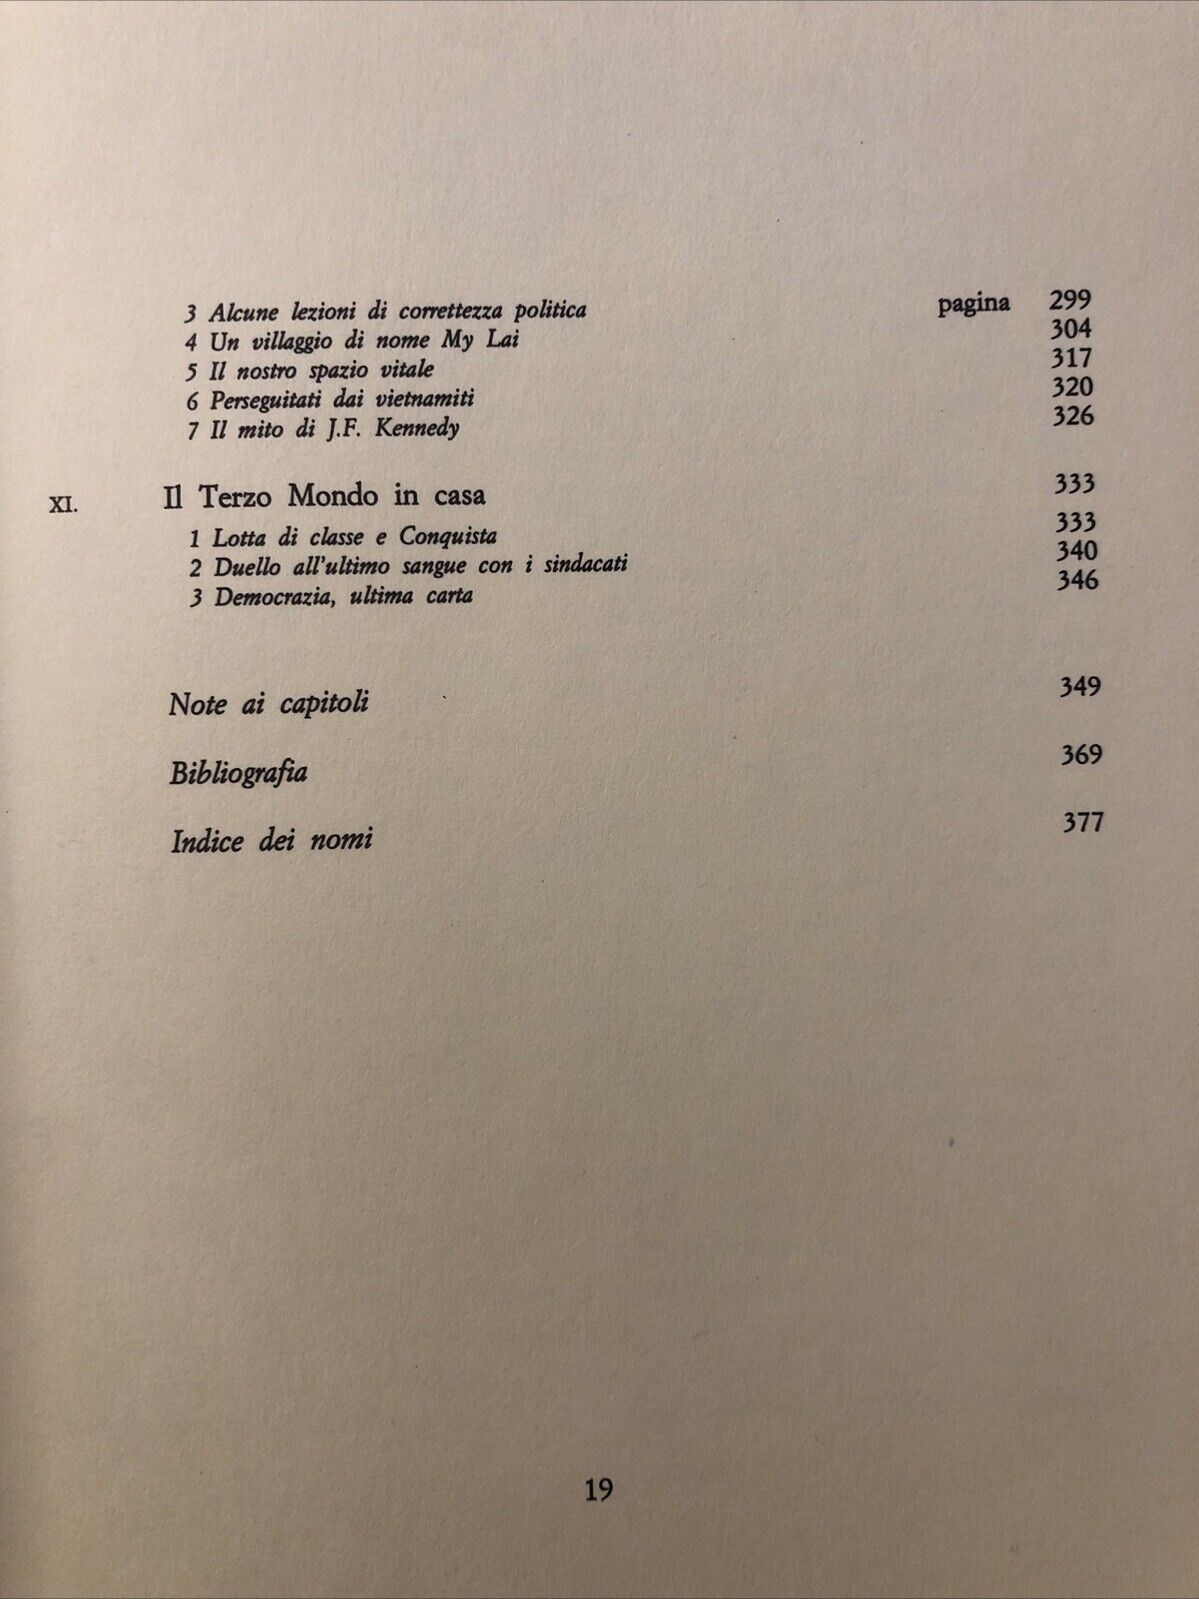 3 Alcune lezioni di correttezza politica pagina 299
4 Un villaggio di nome My Lai 304
5 Il nostro spazio vitale 317
6 Perseguitati dai vietnamiti 320
7 Il mito di J.F. Kennedy 326
XI. Il Terzo Mondo in casa 333
1 Lotta di classe e Conquista 333
2 Duello all'ultimo sangue con i sindacati 340
3 Democrazia, ultima carta 346
Note ai capitoli 349
Bibliografia 369
Indice dei nomi 377
19